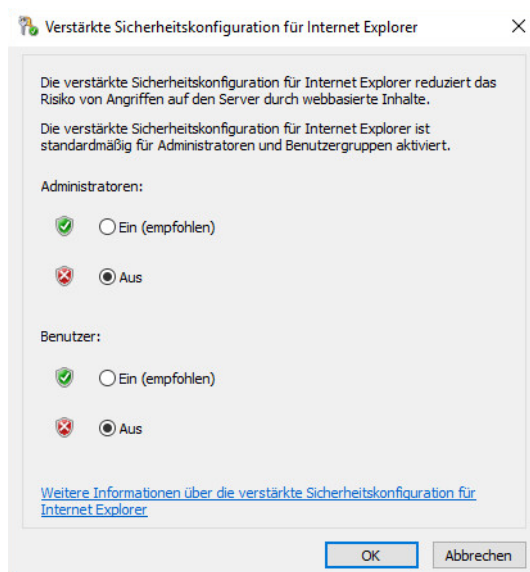 Verstärkte Sicherheitskonfiguration für Internet Explorer
Die verstärkte Sicherheitskonfiguration für Internet Explorer reduziert das
Risiko von Angriffen auf den Server durch webbasierte Inhalte.
Die verstärkte Sicherheitskonfiguration für Internet Explorer ist
standardmäßig für Administratoren und Benutzergruppen aktiviert.
Administratoren:
Ein (empfohlen)
Aus
Benutzer:
Ein (empfohlen)
Aus
Weitere Informationen über die verstärkte Sicherheitskonfiguration für
Internet Explorer
OK Abbrechen